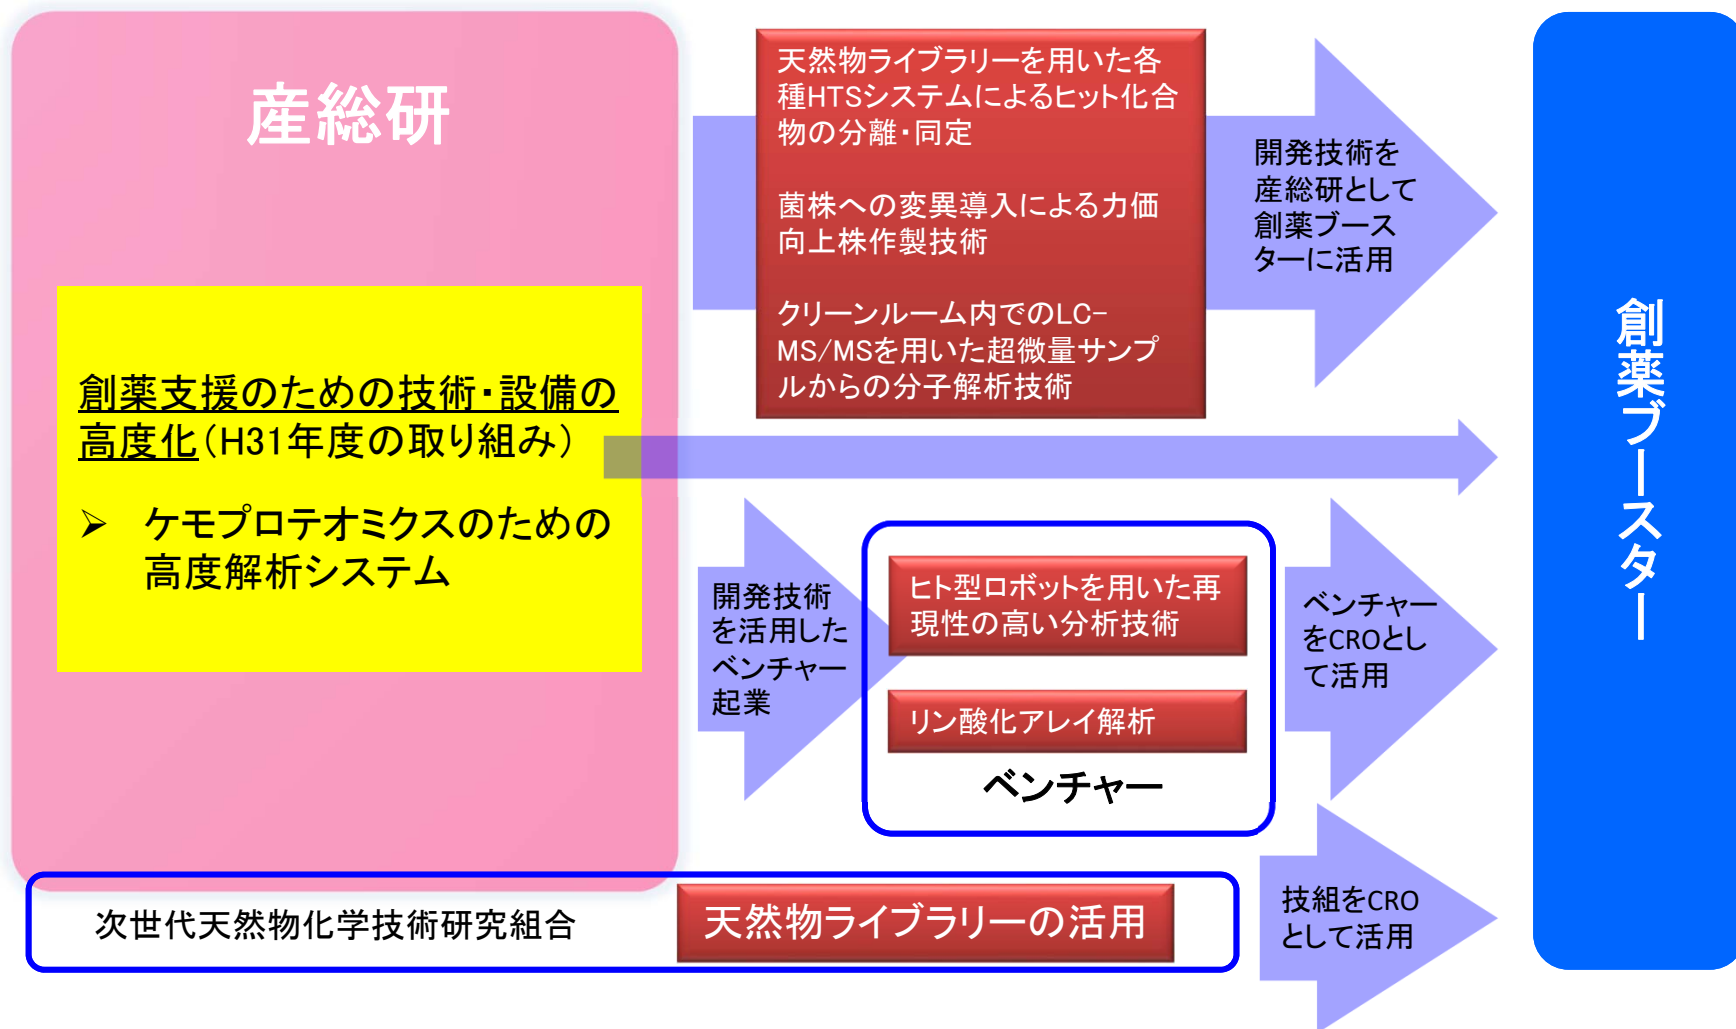 産総研
創薬支援のための技術・設備の
高度化（H31年度の取り組み）
➢ ケモプロテオミクスのための
高度解析システム
天然物ライブラリーを用いた各
種HTSシステムによるヒット化合
物の分離・同定
菌株への変異導入による力価
向上株作製技術
クリーンルーム内でのLC-
MS/MSを用いた超微量サンプ
ルからの分子解析技術
開発技術を
産総研として
創薬ブース
ターに活用
開発技術
を活用した
ベンチャー
起業
ヒト型ロボットを用いた再
現性の高い分析技術
リン酸化アレイ解析
ベンチャー
ベンチャー
をCROとし
て活用
次世代天然物化学技術研究組合
天然物ライブラリーの活用
技組をCRO
として活用
創薬ブースター